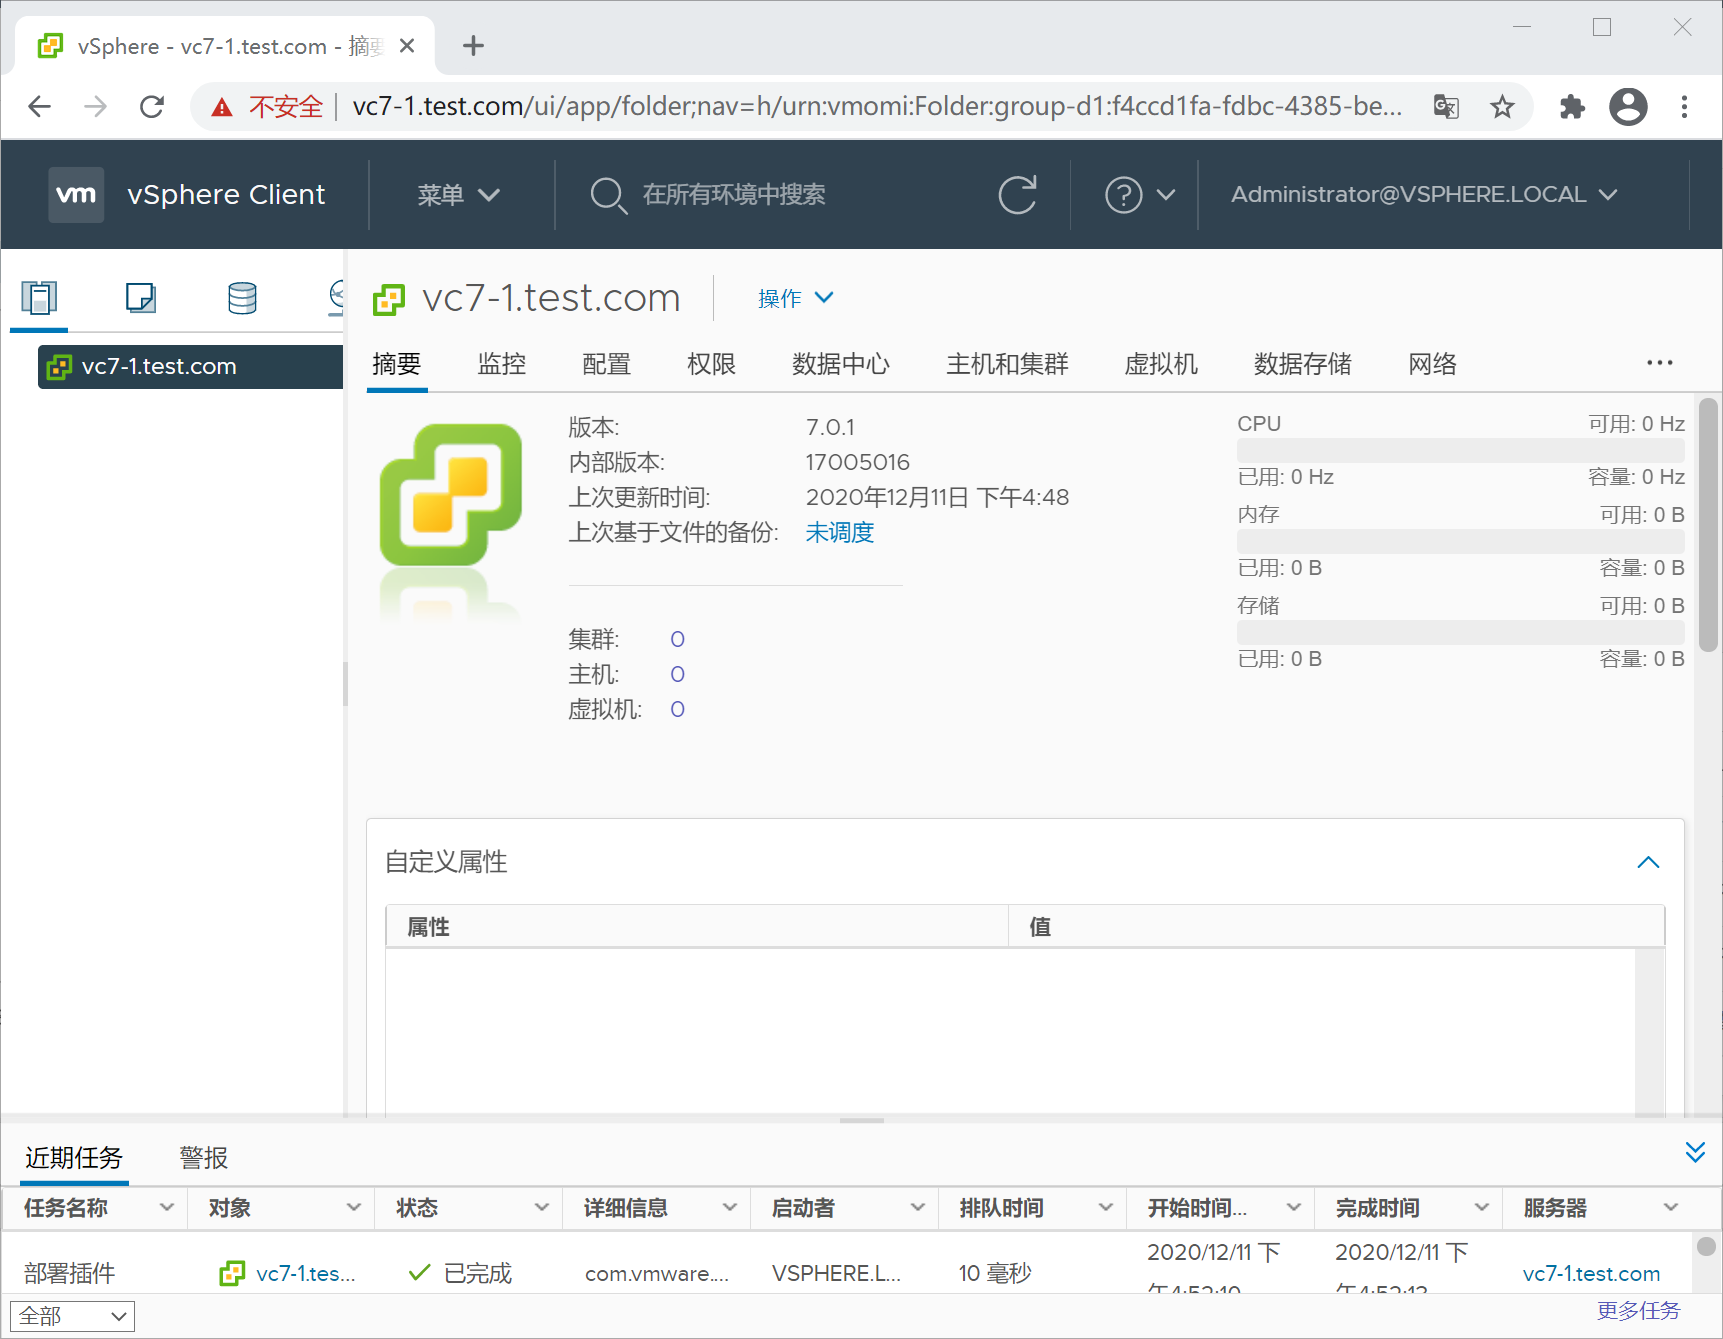 vSphere - vc7-1.test.com - 摘要
不安全 vc7-1.test.com/ui/app/folder;nav=h/urn:vmomi:Folder:group-d1:f4ccd1fa-fdbc-4385-be...
vm vSphere Client 菜单 在所有环境中搜索 Administrator@VSPHERE.LOCAL
vc7-1.test.com
vc7-1.test.com 操作
摘要 监控 配置 权限 数据中心 主机和集群 虚拟机 数据存储 网络
版本: 7.0.1
内部版本: 17005016
上次更新时间: 2020年12月11日 下午4:48
上次基于文件的备份: 未调度
集群: 0
主机: 0
虚拟机: 0
CPU 可用: 0 Hz
已用: 0 Hz 容量: 0 Hz
内存 可用: 0 B
已用: 0 B 容量: 0 B
存储 可用: 0 B
已用: 0 B 容量: 0 B
自定义属性
属性 值
近期任务 警报
任务名称 对象 状态 详细信息 启动者 排队时间 开始时间... 完成时间 服务器
部署插件 vc7-1.tes... 已完成 com.vmware.... VSPHERE.L... 10 毫秒 2020/12/11 下 2020/12/11 下 vc7-1.test.com
全部 更多任务